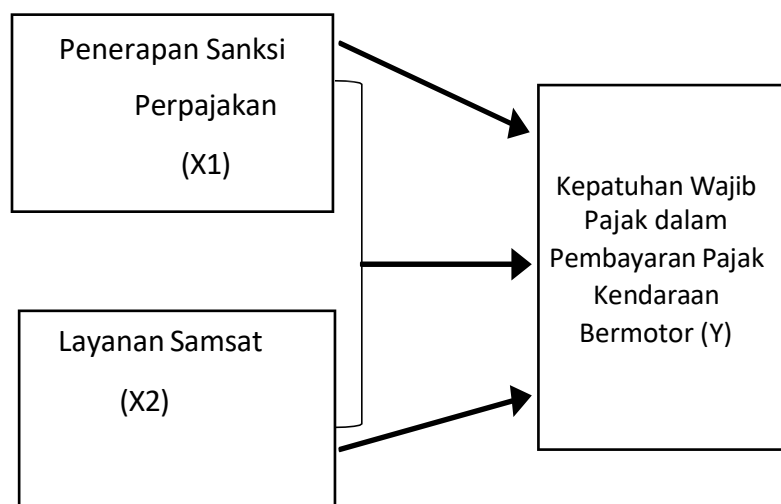 Penerapan Sanksi
Perpajakan
(X1)
Layanan Samsat
(X2)
Kepatuhan Wajib
Pajak dalam
Pembayaran Pajak
Kendaraan
Bermotor (Y)